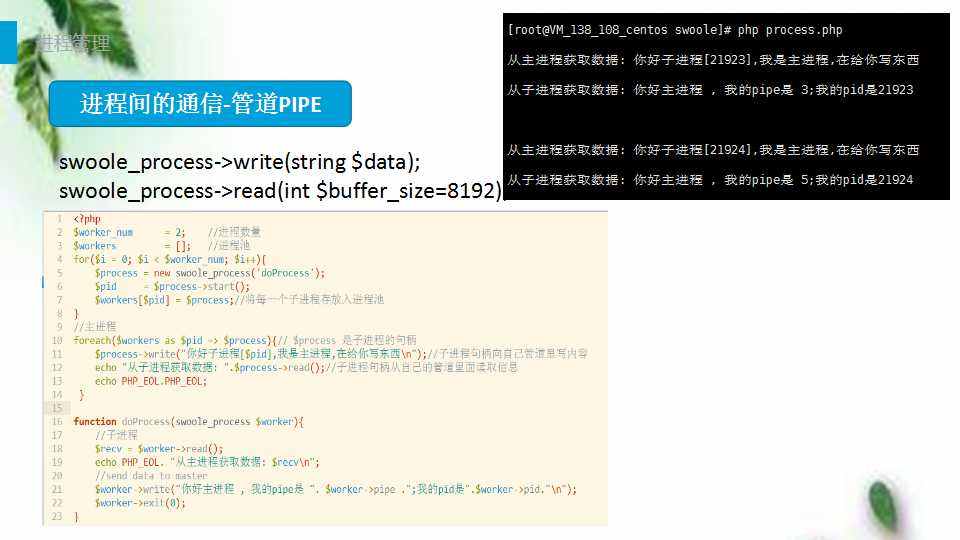 进程管理
进程间的通信-管道PIPE
swoole_process->write(string $data);
swoole_process->read(int $buffer_size=8192)
[root@VM_138_108_centos swoole]# php process.php
从主进程获取数据: 你好子进程[21923],我是主进程,在给你写东西
从子进程获取数据: 你好主进程 , 我的pipe是 3;我的pid是21923
从主进程获取数据: 你好子进程[21924],我是主进程,在给你写东西
从子进程获取数据: 你好主进程 , 我的pipe是 5;我的pid是21924
1 <?php
2 $worker_num = 2; //进程数量
3 $workers = []; //进程池
4 for($i = 0; $i < $worker_num; $i++){
5 $process = new swoole_process('doProcess');
6 $pid = $process->start();
7 $workers[$pid] = $process;//将每一个子进程存放入进程池
8 }
9 //主进程
10 foreach($workers as $pid => $process){// $process 是子进程的句柄
11 $process->write("你好子进程[$pid],我是主进程,在给你写东西\n");//子进程句柄向自己管道里写内容
12 echo "从子进程获取数据: ".$process->read();//子进程句柄从自己的管道里面读取信息
13 echo PHP_EOL.PHP_EOL;
14 }
15
16 function doProcess(swoole_process $worker){
17 //子进程
18 $recv = $worker->read();
19 echo PHP_EOL. "从主进程获取数据: $recv\n";
20 //send data to master
21 $worker->write("你好主进程 , 我的pipe是 ". $worker->pipe .";我的pid是".$worker->pid."\n");
22 $worker->exit(0);
23 }